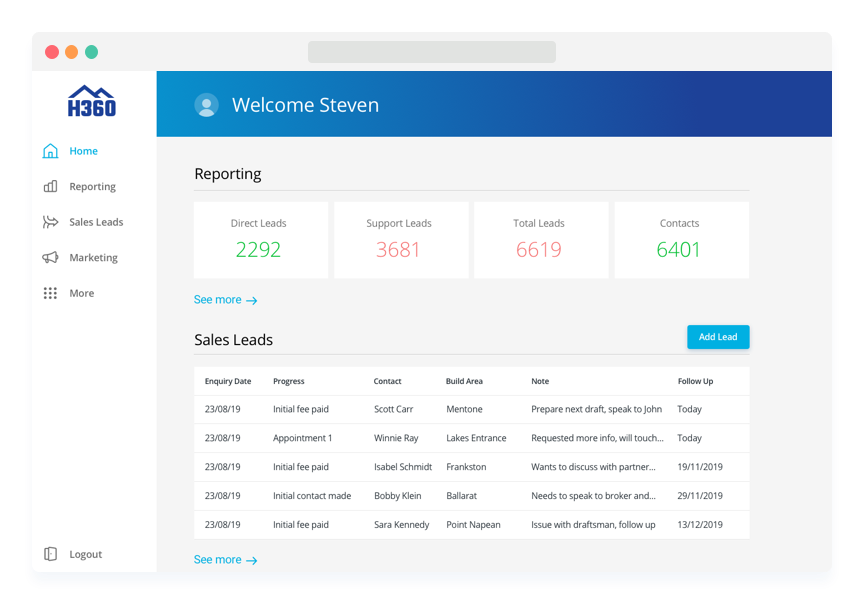 H360
Welcome Steven
Home
Reporting
Sales Leads
Marketing
More
Logout
Reporting
Direct Leads Support Leads Total Leads Contacts
2292 3681 6619 6401
See more →
Sales Leads Add Lead
Enquiry Date Progress Contact Build Area Note Follow Up
23/08/19 Initial fee paid Scott Carr Mentone Prepare next draft, speak to John Today
23/08/19 Appointment 1 Winnie Ray Lakes Entrance Requested more info, will touch... Today
23/08/19 Initial fee paid Isabel Schmidt Frankston Wants to discuss with partner... 19/11/2019
23/08/19 Initial contact made Bobby Klein Ballarat Needs to speak to broker and... 29/11/2019
23/08/19 Initial fee paid Sara Kennedy Point Napean Issue with draftsman, follow up 13/12/2019
See more →